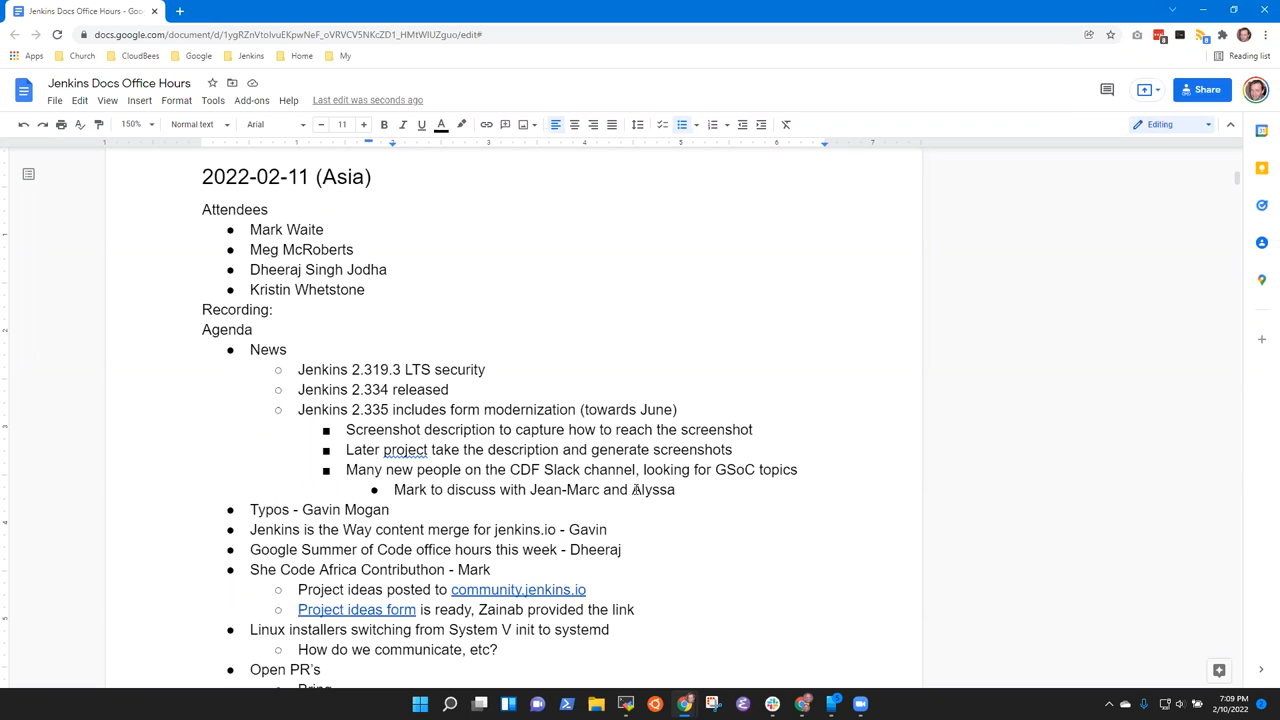 Jenkins Docs Office Hours - Goo
docs.google.com/document/d/1ygRZnVtoIvuEKpwNeF_oVRVCV5NKcZD1_HMtWlUZguo/edit#
Apps Church CloudBees Google Jenkins Home My Reading list
Jenkins Docs Office Hours
File Edit View Insert Format Tools Add-ons Help Last edit was seconds ago
Share
150% Normal text Arial 11 Editing
1 2 3 4 5 6 7
2022-02-11 (Asia)
Attendees
● Mark Waite
● Meg McRoberts
● Dheeraj Singh Jodha
● Kristin Whetstone
Recording:
Agenda
● News
○ Jenkins 2.319.3 LTS security
○ Jenkins 2.334 released
○ Jenkins 2.335 includes form modernization (towards June)
■ Screenshot description to capture how to reach the screenshot
■ Later project take the description and generate screenshots
■ Many new people on the CDF Slack channel, looking for GSoC topics
● Mark to discuss with Jean-Marc and Alyssa
● Typos - Gavin Mogan
● Jenkins is the Way content merge for jenkins.io - Gavin
● Google Summer of Code office hours this week - Dheeraj
● She Code Africa Contributhon - Mark
○ Project ideas posted to community.jenkins.io
○ Project ideas form is ready, Zainab provided the link
● Linux installers switching from System V init to systemd
○ How do we communicate, etc?
● Open PR's
7:09 PM
2/10/2022